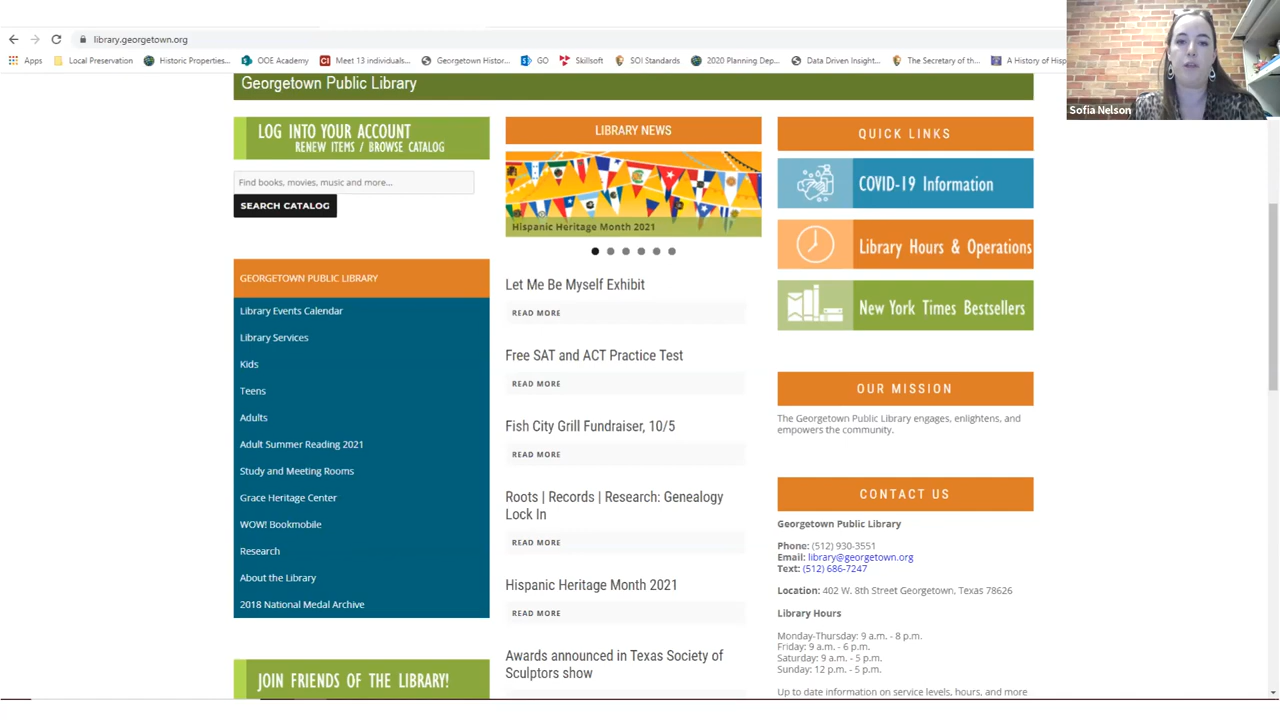 library.georgetown.org
Apps
Local Preservation
Historic Properties...
OOE Academy
Meet 13 individuals...
Georgetown Histor...
GO
Skillsoft
SOI Standards
2020 Planning Dep...
Data Driven Insight...
The Secretary of th...
A History of Hisp
Sofia Nelson
Georgetown Public Library
LOG INTO YOUR ACCOUNT
RENEW ITEMS / BROWSE CATALOG
Find books, movies, music and more...
SEARCH CATALOG
GEORGETOWN PUBLIC LIBRARY
Library Events Calendar
Library Services
Kids
Teens
Adults
Adult Summer Reading 2021
Study and Meeting Rooms
Grace Heritage Center
WOW! Bookmobile
Research
About the Library
2018 National Medal Archive
JOIN FRIENDS OF THE LIBRARY!
LIBRARY NEWS
Hispanic Heritage Month 2021
Let Me Be Myself Exhibit
READ MORE
Free SAT and ACT Practice Test
READ MORE
Fish City Grill Fundraiser, 10/5
READ MORE
Roots | Records | Research: Genealogy
Lock In
READ MORE
Hispanic Heritage Month 2021
READ MORE
Awards announced in Texas Society of
Sculptors show
QUICK LINKS
COVID-19 Information
Library Hours & Operations
New York Times Bestsellers
OUR MISSION
The Georgetown Public Library engages, enlightens, and
empowers the community.
CONTACT US
Georgetown Public Library
Phone: (512) 930-3551
Email: library@georgetown.org
Text: (512) 686-7247
Location: 402 W. 8th Street Georgetown, Texas 78626
Library Hours
Monday-Thursday: 9 a.m. - 8 p.m.
Friday: 9 a.m. - 6 p.m.
Saturday: 9 a.m. - 5 p.m.
Sunday: 12 p.m. - 5 p.m.
Up to date information on service levels, hours, and more